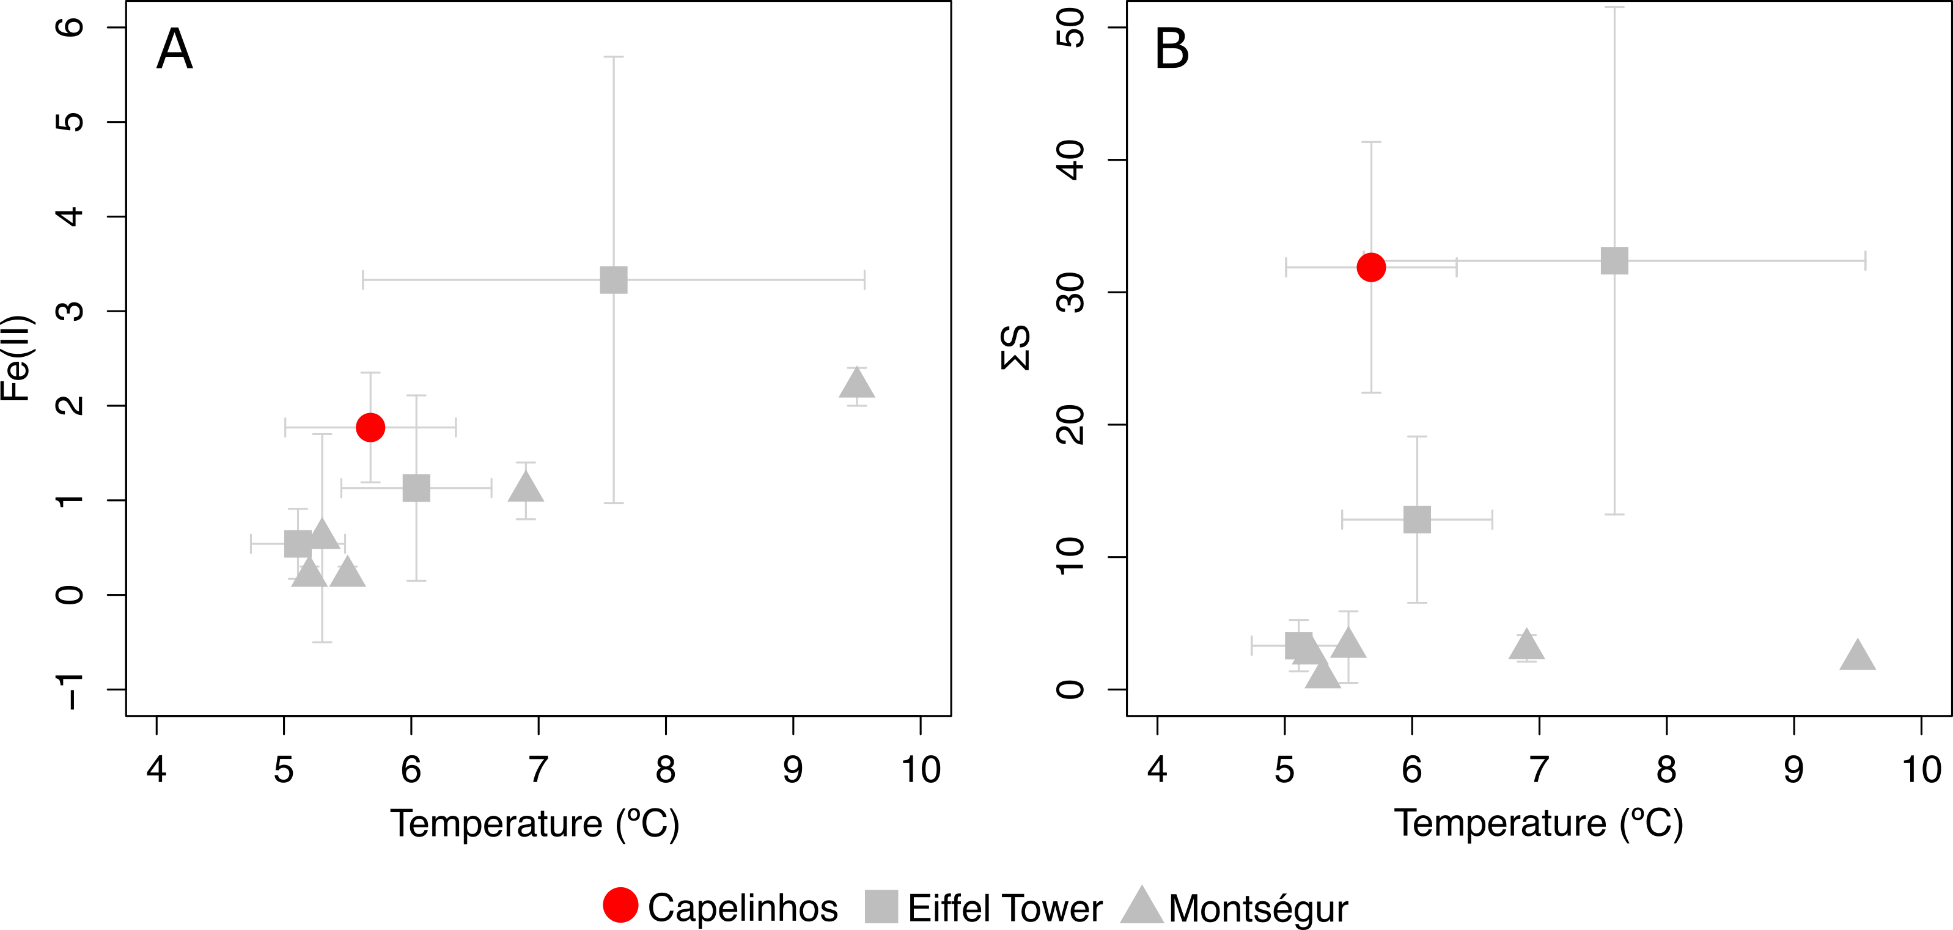 A
6
5
4
3
2
1
0
−1
Fe(II)
4 5 6 7 8 9 10
Temperature (ºC)
B
50
40
30
20
10
0
ΣS
4 5 6 7 8 9 10
Temperature (ºC)
Capelinhos Eiffel Tower Montségur